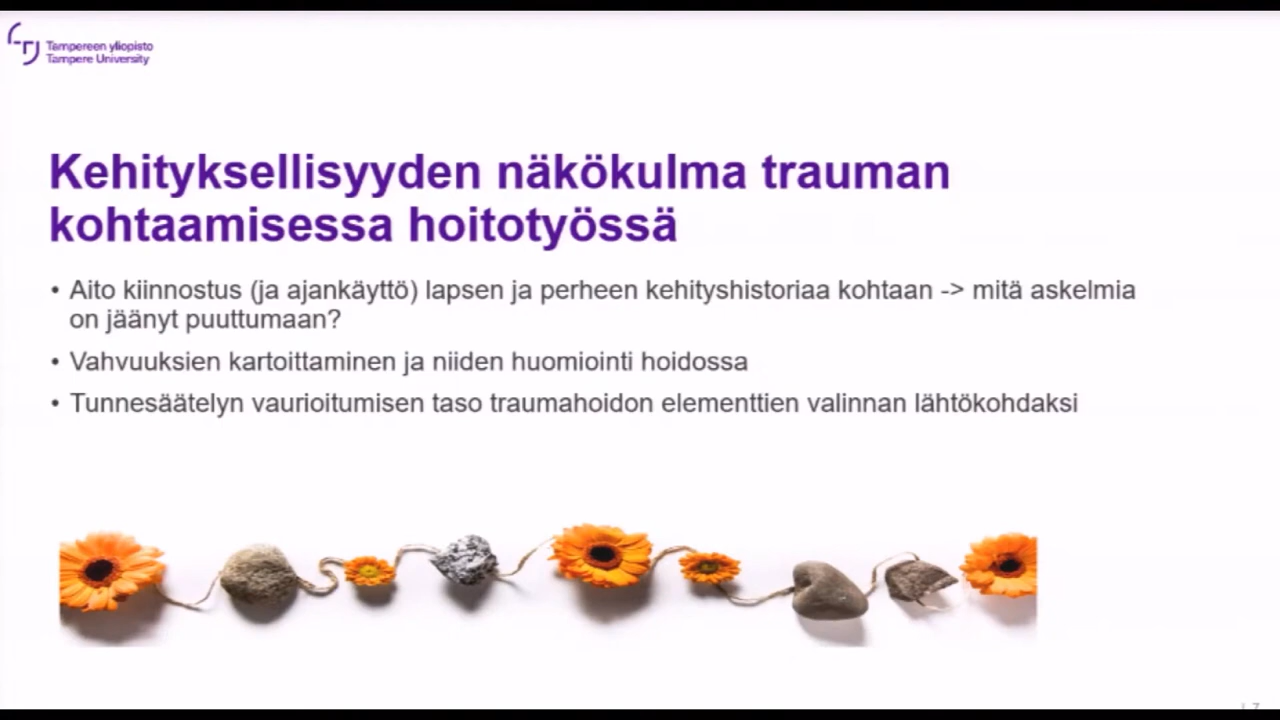 Tampereen yliopisto
Tampere University
Kehityksellisyyden näkökulma trauman
kohtaamisessa hoitotyössä
• Aito kiinnostus (ja ajankäyttö) lapsen ja perheen kehityshistoriaa kohtaan -> mitä askelmia
on jäänyt puuttumaan?
• Vahvuuksien kartoittaminen ja niiden huomiointi hoidossa
• Tunnesäätelyn vaurioitumisen taso traumahoidon elementtien valinnan lähtökohdaksi